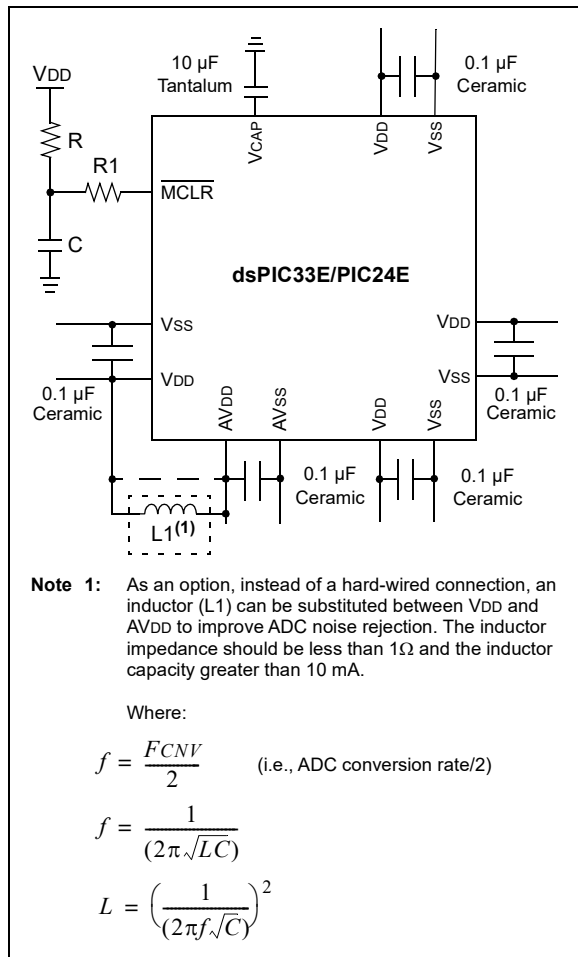 VDD
R
R1
C
10 µF
Tantalum
VCAP
VDD
VSS
0.1 µF
Ceramic
MCLR
dsPIC33E/PIC24E
VSS
VDD
0.1 µF
Ceramic
VDD
VSS
0.1 µF
Ceramic
AVDD
AVSS
VDD
VSS
0.1 µF
Ceramic
0.1 µF
Ceramic
L1(1)
Note 1: As an option, instead of a hard-wired connection, an
inductor (L1) can be substituted between VDD and
AVDD to improve ADC noise rejection. The inductor
impedance should be less than 1Ω and the inductor
capacity greater than 10 mA.
Where:
f = FCNV / 2 (i.e., ADC conversion rate/2)
f = 1 / (2π√LC)
L = (1 / (2πf√C))²